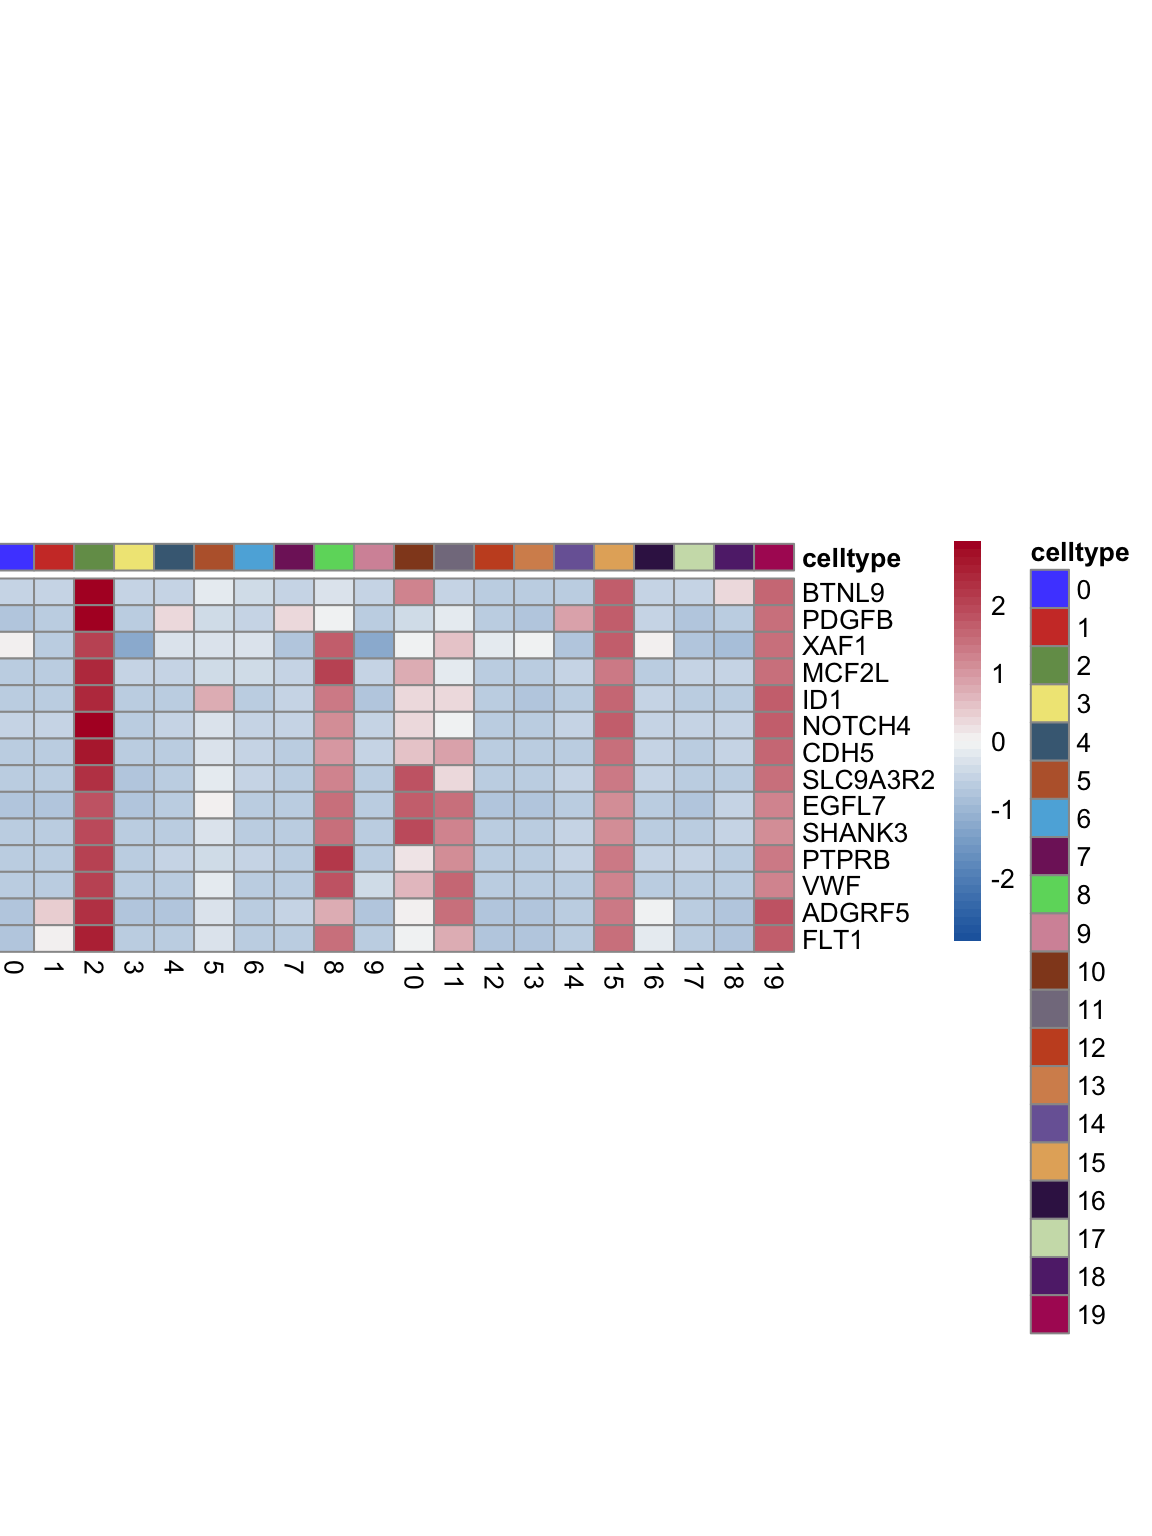 celltype
BTNL9
PDGFB
XAF1
MCF2L
ID1
NOTCH4
CDH5
SLC9A3R2
EGFL7
SHANK3
PTPRB
VWF
ADGRF5
FLT1
0 1 2 3 4 5 6 7 8 9 10 11 12 13 14 15 16 17 18 19
2
1
0
-1
-2
celltype
0
1
2
3
4
5
6
7
8
9
10
11
12
13
14
15
16
17
18
19